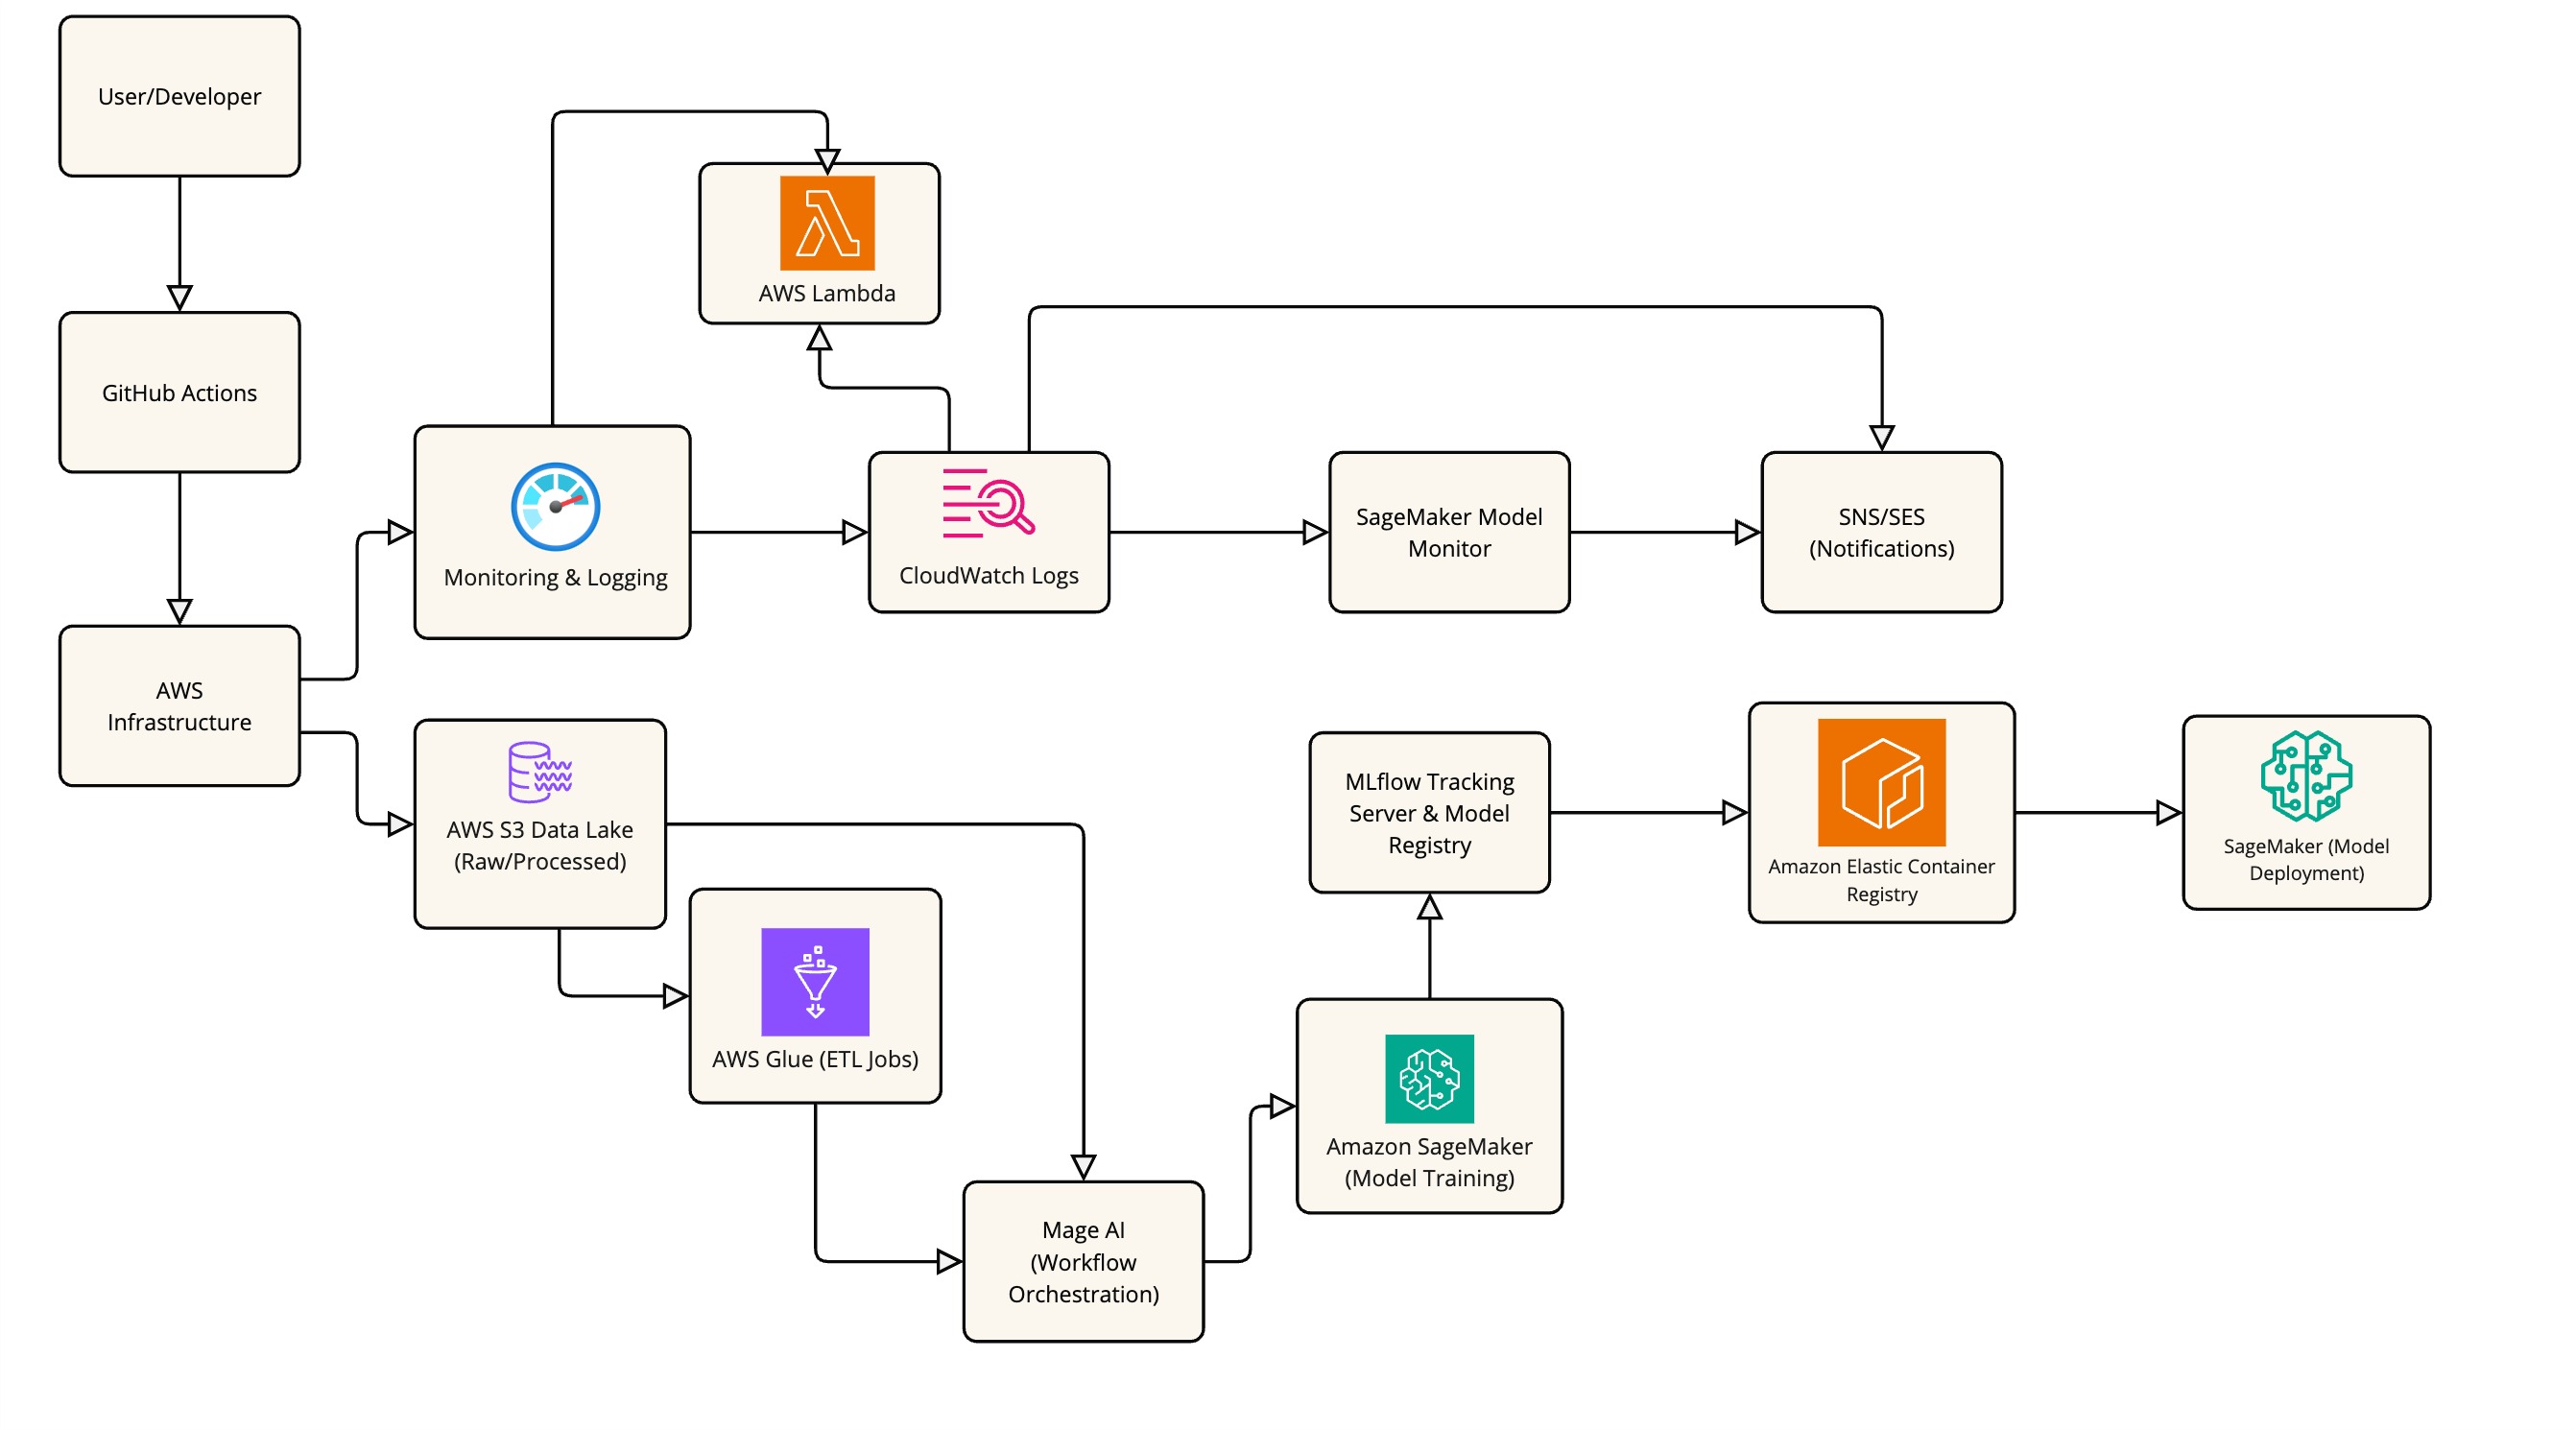 User/Developer
GitHub Actions
AWS
Infrastructure
AWS Lambda
Monitoring & Logging
CloudWatch Logs
SageMaker Model
Monitor
SNS/SES
(Notifications)
AWS S3 Data Lake
(Raw/Processed)
AWS Glue (ETL Jobs)
Mage AI
(Workflow
Orchestration)
Amazon SageMaker
(Model Training)
MLflow Tracking
Server & Model
Registry
Amazon Elastic Container
Registry
SageMaker (Model
Deployment)